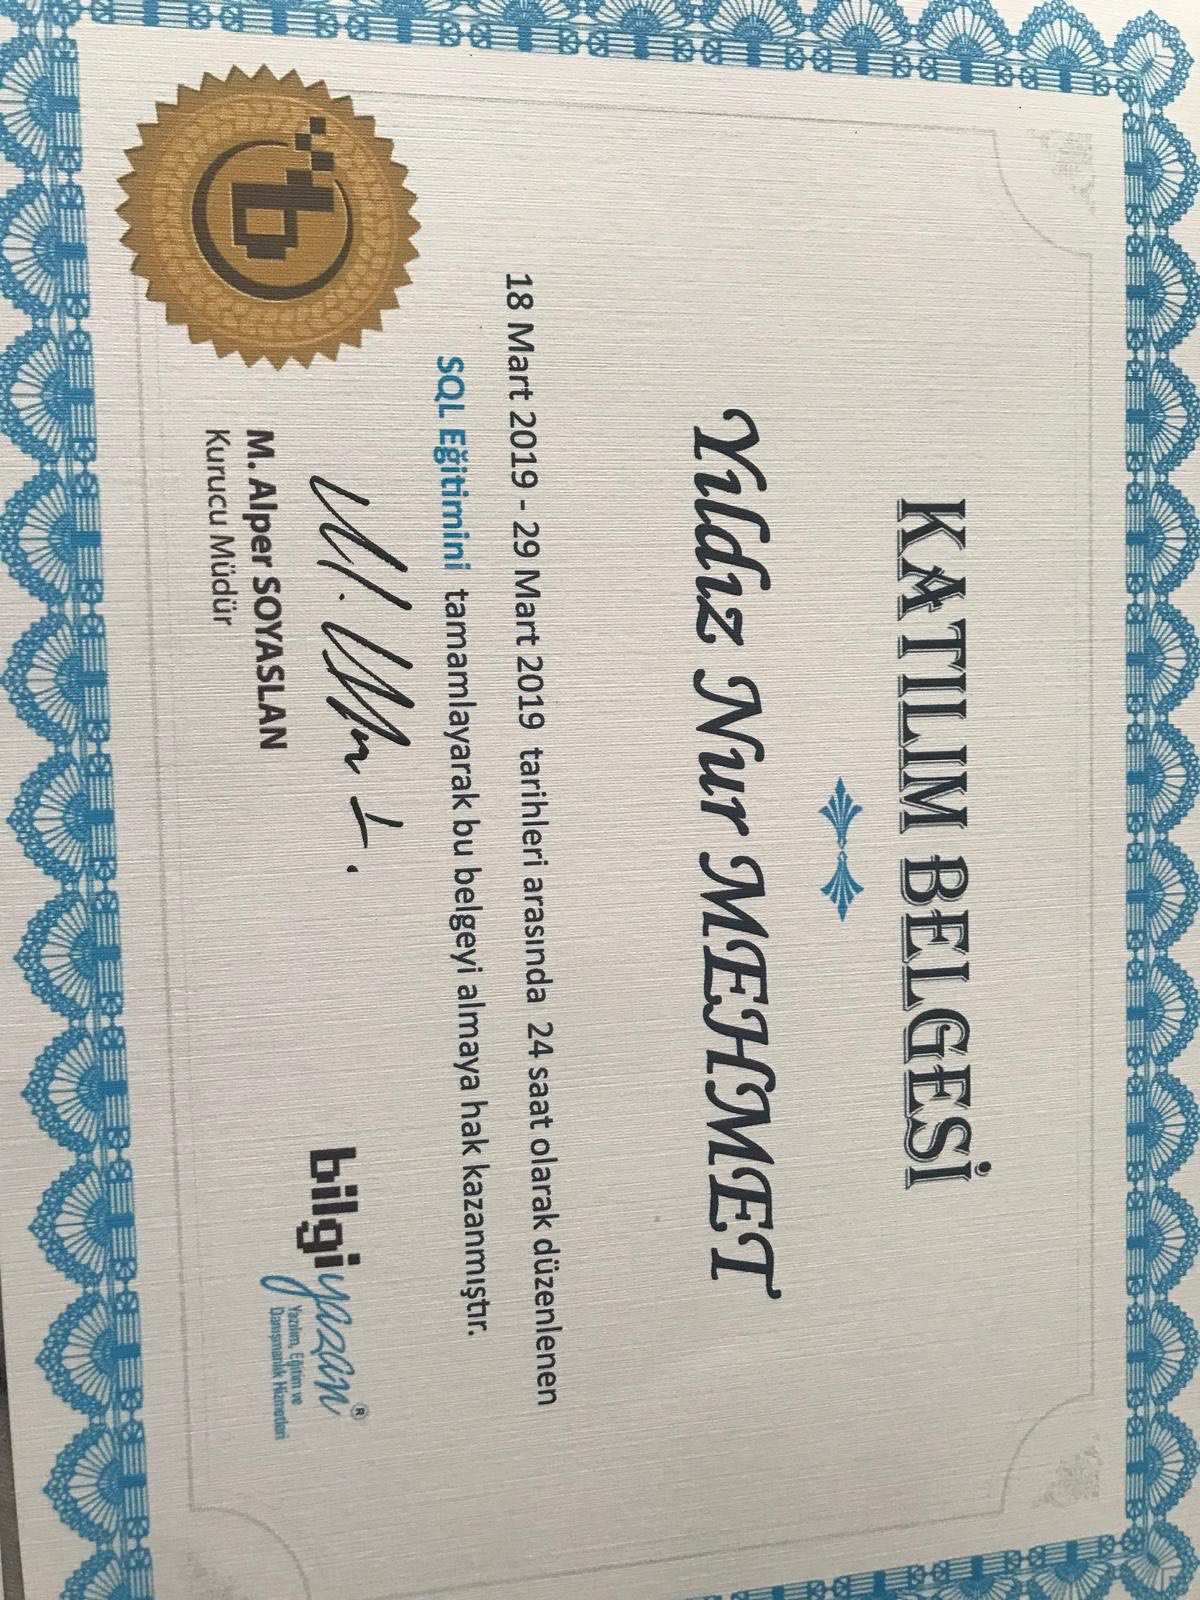 KATILIM BELGESİ
Yıldız Nur MEHMET
18 Mart 2019 - 29 Mart 2019 tarihleri arasında 24 saat olarak düzenlenen
SQL Eğitimini tamamlayarak bu belgeyi almaya hak kazanmıştır.
M. Alper SOYASLAN
Kurucu Müdür
b
bilgiyazan®
Yazılım, Eğitim ve
Danışmanlık Hizmetleri